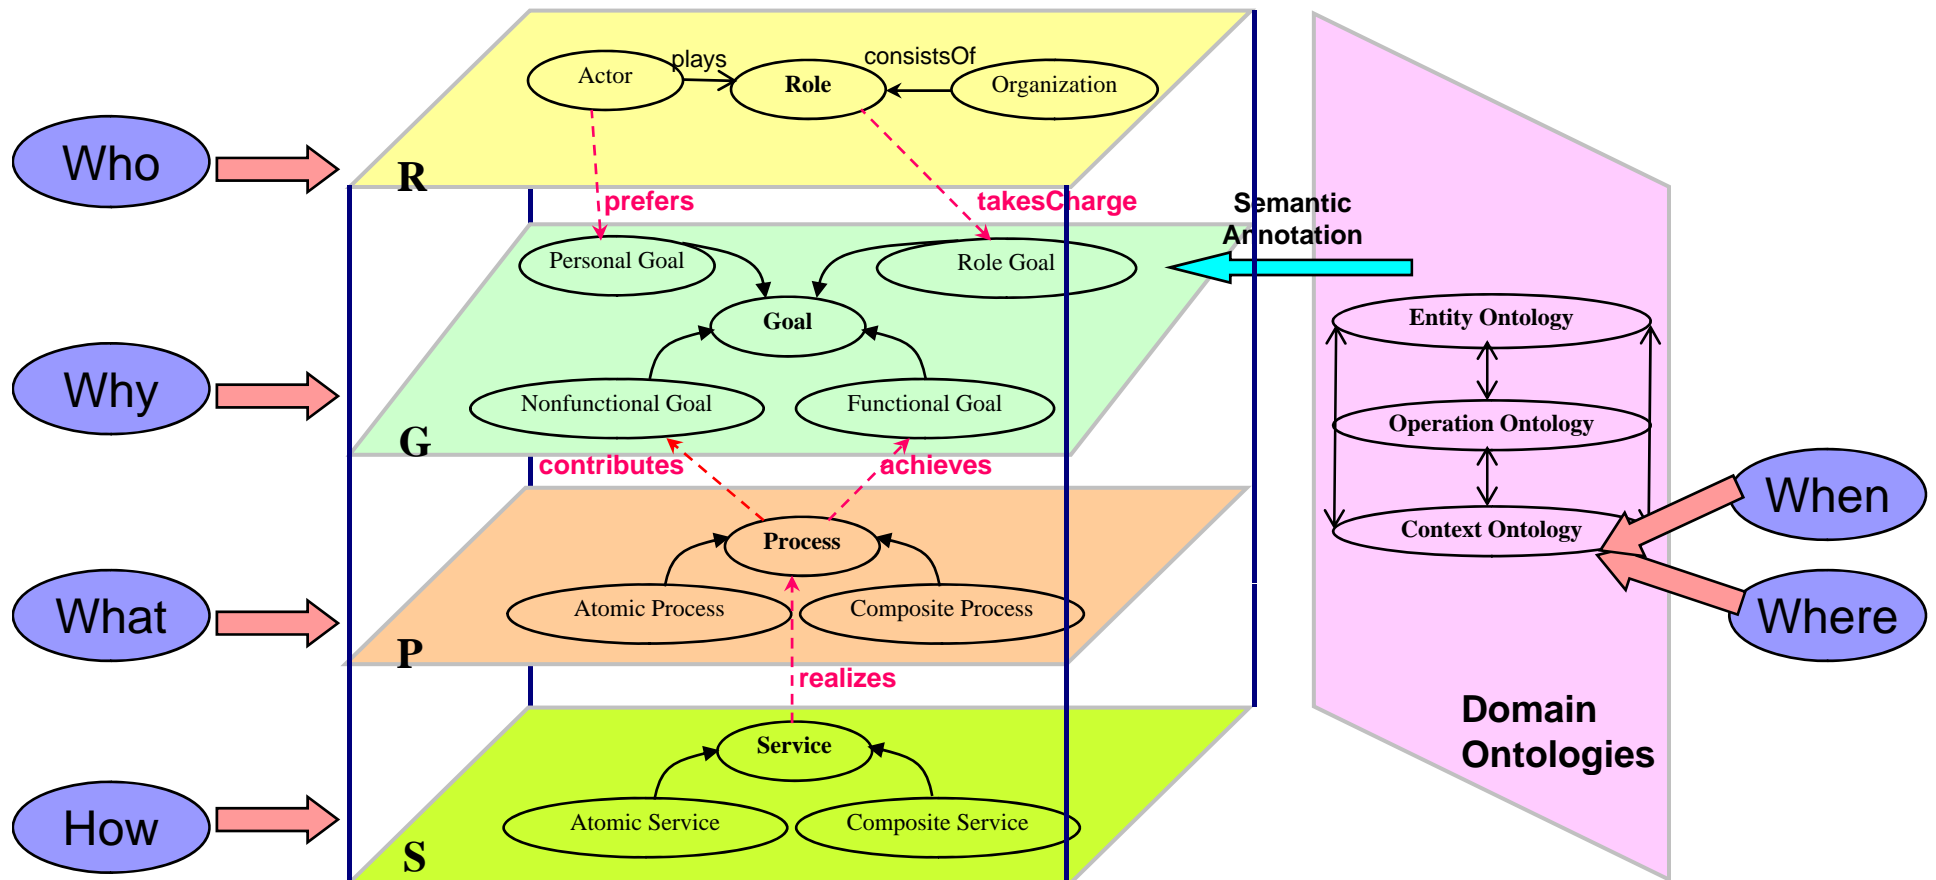 plays
consistsOf
Actor
Role
Organization
Who
R
prefers
takesCharge
Semantic
Annotation
Personal Goal
Role Goal
Goal
Entity Ontology
Why
Nonfunctional Goal
Functional Goal
Operation Ontology
G
contributes
achieves
When
Process
Context Ontology
What
Atomic Process
Composite Process
Where
P
realizes
Domain
Ontologies
Service
How
Atomic Service
Composite Service
S